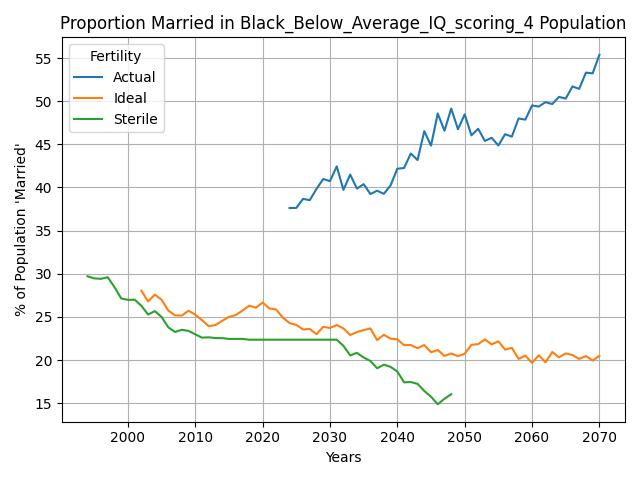 Proportion Married in Black_Below_Average_IQ_scoring_4 Population
Fertility
Actual
Ideal
Sterile
% of Population 'Married'
55
50
45
40
35
30
25
20
15
2000
2010
2020
2030
2040
2050
2060
2070
Years